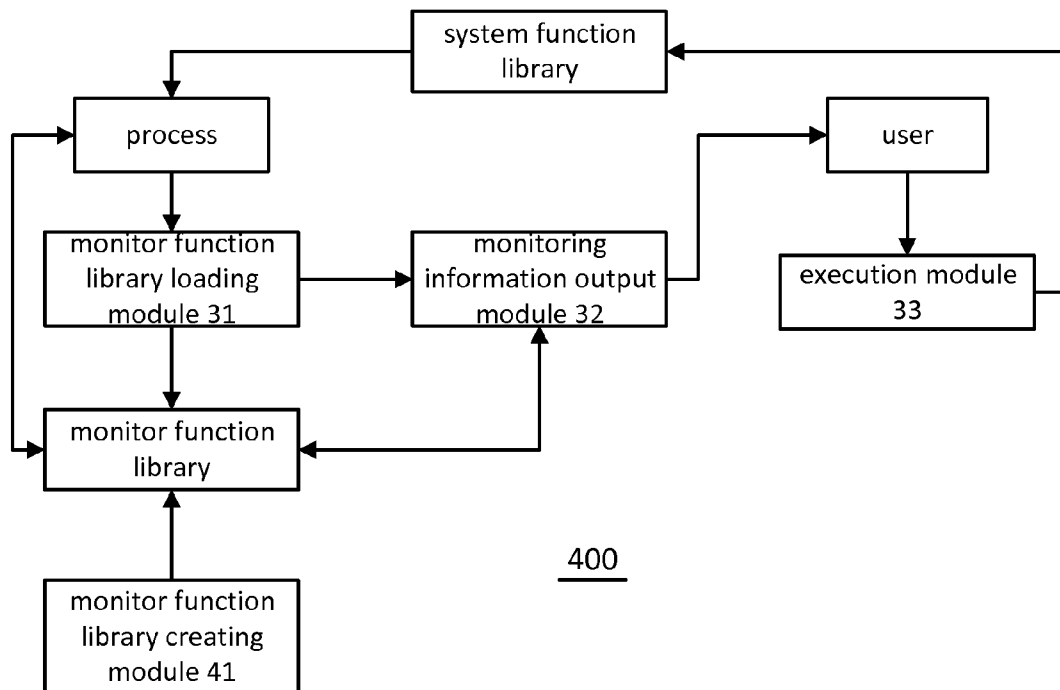 system function
library
process
user
monitor function
library loading
module 31
monitoring
information output
module 32
execution module
33
monitor function
library
400
monitor function
library creating
module 41